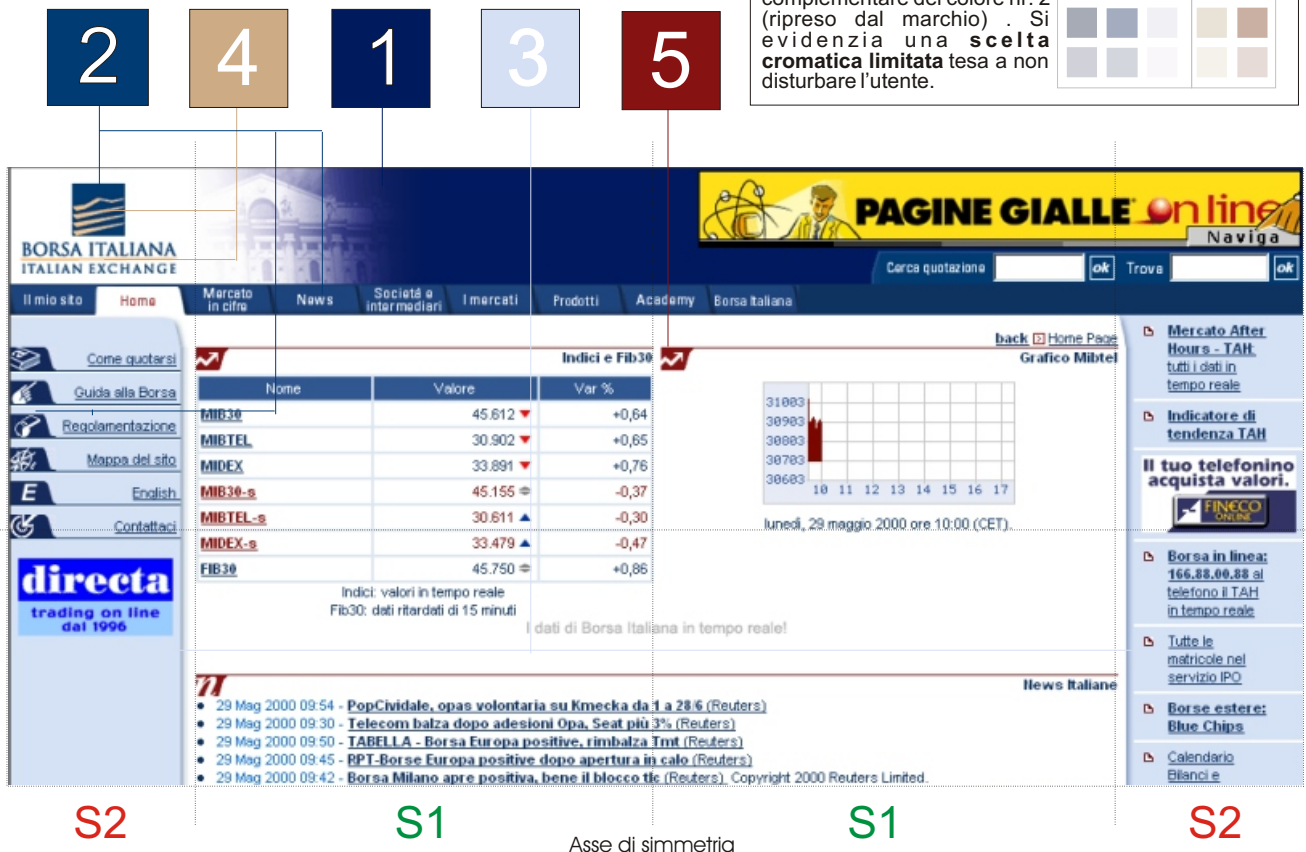 complementare del colore nr. 2
(ripreso dal marchio) . Si
evidenzia una scelta
cromatica limitata tesa a non
disturbare l'utente.
2 4 1 3 5
BORSA ITALIANA
ITALIAN EXCHANGE
PAGINE GIALLE on line
Naviga
Cerca quotazione ok Trova ok
Il mio sito Home Mercato in cifre News Societá e intermediari I mercati Prodotti Academy Borsa Italiana
Come quotarsi
Guida alla Borsa
Regolamentazione
Mappa del sito
E English
Contattaci
directa
trading on line
dal 1996
Indici e Fib30
Nome Valore Var %
MIB30 45.612 +0,64
MIBTEL 30.902 +0,65
MIDEX 33.891 +0,76
MIB30-s 45.155 -0,37
MIBTEL-s 30.611 -0,30
MIDEX-s 33.479 -0,47
FIB30 45.750 +0,86
Indici: valori in tempo reale
Fib30: dati ritardati di 15 minuti
I dati di Borsa Italiana in tempo reale!
back Home Page
Grafico Mibtel
31003
30903
30803
30703
30603
10 11 12 13 14 15 16 17
lunedì, 29 maggio 2000 ore 10:00 (CET).
n
News Italiane
29 Mag 2000 09:54 - PopCividale, opas volontaria su Kmecka da 1 a 28/6 (Reuters)
29 Mag 2000 09:30 - Telecom balza dopo adesioni Opa, Seat più 3% (Reuters)
29 Mag 2000 09:50 - TABELLA - Borsa Europa positive, rimbalza Tmt (Reuters)
29 Mag 2000 09:45 - RPT-Borse Europa positive dopo apertura in calo (Reuters)
29 Mag 2000 09:42 - Borsa Milano apre positiva, bene il blocco tlc (Reuters) Copyright 2000 Reuters Limited.
Mercato After
Hours - TAH:
tutti i dati in
tempo reale
Indicatore di
tendenza TAH
Il tuo telefonino
acquista valori.
FINECO
ONLINE
Borsa in linea:
166.88.00.88 al
telefono il TAH
in tempo reale
Tutte le
matricole nel
servizio IPO
Borse estere:
Blue Chips
Calendario
Bilanci e
S2 S1 S1 S2
Asse di simmetria